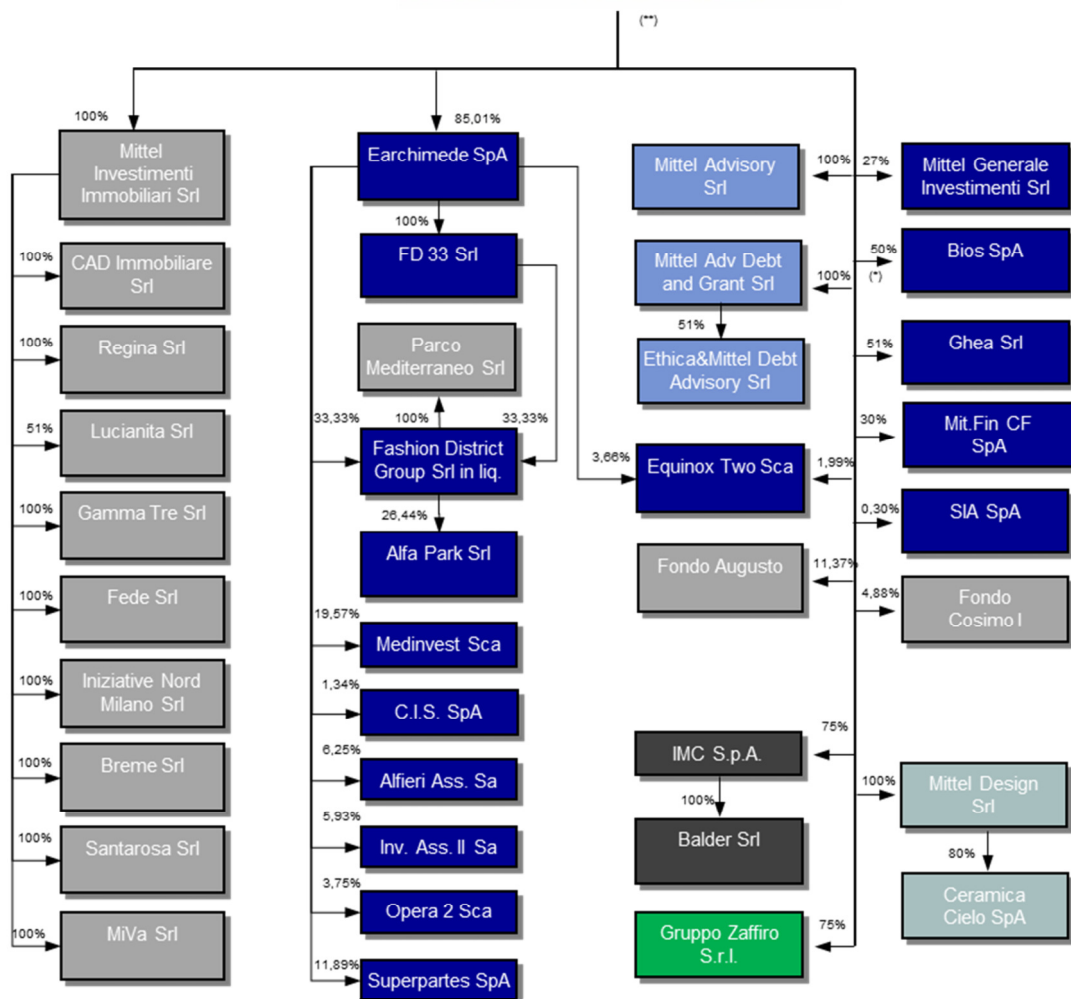 (**)
100%
Mittel
Investimenti
Immobiliari Srl
100%
CAD Immobiliare
Srl
100%
Regina Srl
51%
Lucianita Srl
100%
Gamma Tre Srl
100%
Fede Srl
100%
Iniziative Nord
Milano Srl
100%
Breme Srl
100%
Santarosa Srl
100%
MiVa Srl
85,01%
Earchimede SpA
100%
FD 33 Srl
Parco
Mediterraneo Srl
33,33%
100%
33,33%
Fashion District
Group Srl in liq.
26,44%
Alfa Park Srl
19,57%
Medinvest Sca
1,34%
C.I.S. SpA
6,25%
Alfieri Ass. Sa
5,93%
Inv. Ass. II Sa
3,75%
Opera 2 Sca
11,89%
Superpartes SpA
Mittel Advisory
Srl
100%
Mittel Adv Debt
and Grant Srl
100%
51%
Ethica&Mittel Debt
Advisory Srl
3,66%
Equinox Two Sca
1,99%
Fondo Augusto
11,37%
75%
IMC S.p.A.
100%
Balder Srl
Gruppo Zaffiro
S.r.l.
75%
27%
Mittel Generale
Investimenti Srl
50%
(*)
Bios SpA
51%
Ghea Srl
30%
Mit.Fin CF
SpA
0,30%
SIA SpA
4,88%
Fondo
Cosimo I
100%
Mittel Design
Srl
80%
Ceramica
Cielo SpA